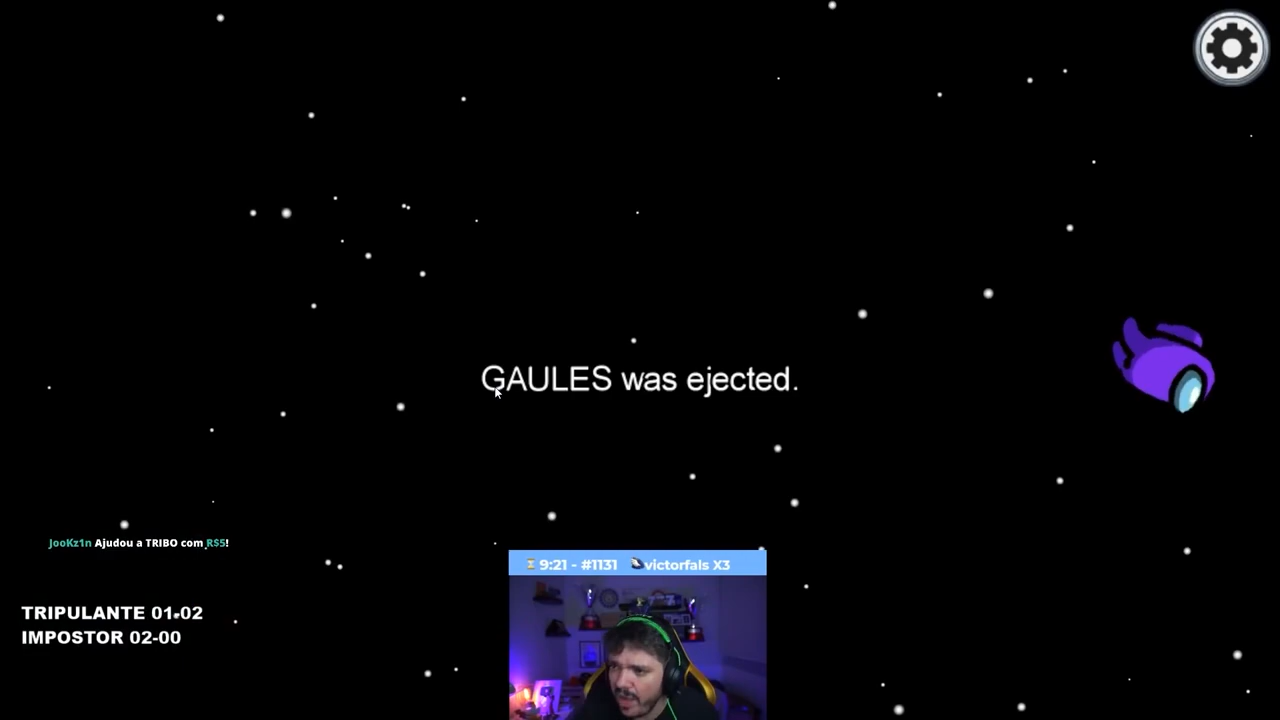 GAULES was ejected.
JooKz1n Ajudou a TRIBO com R$5!
9:21 - #1131 victorfals X3
TRIPULANTE 01-02
IMPOSTOR 02-00